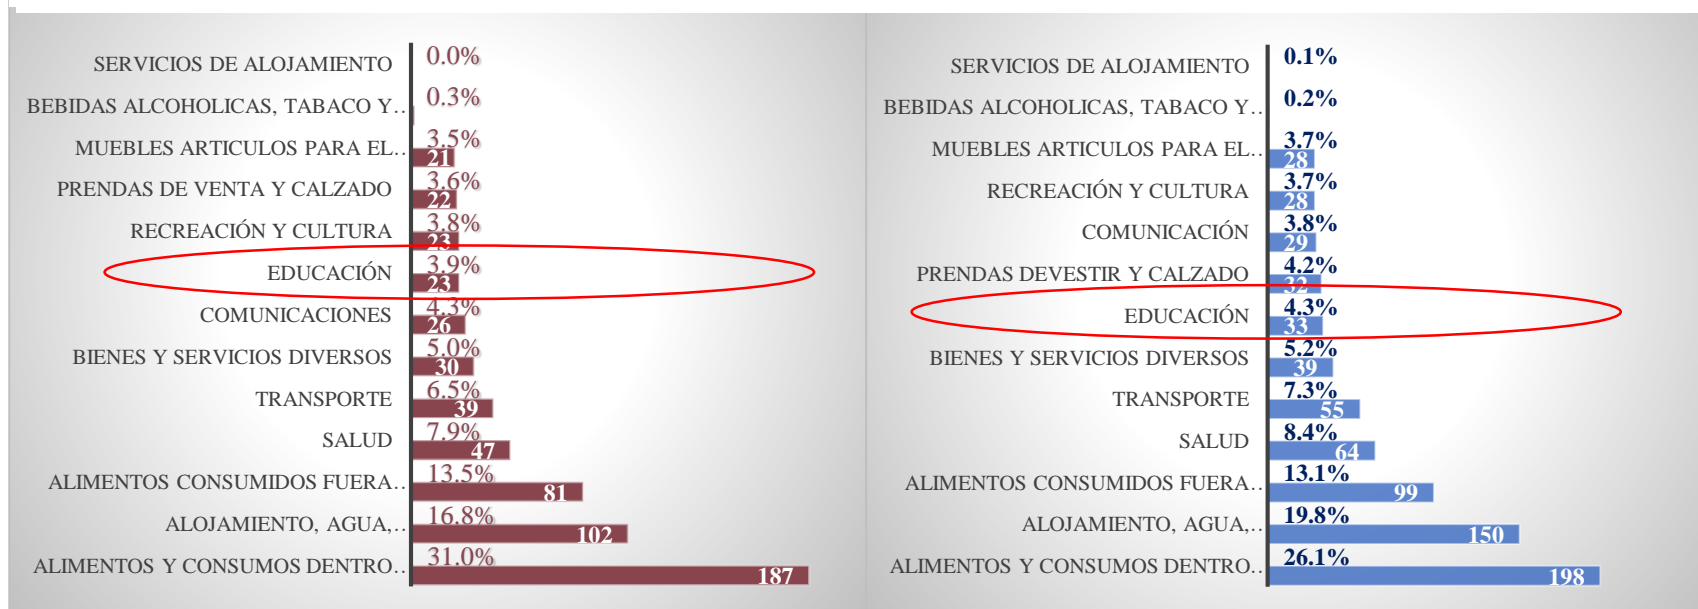 SERVICIOS DE ALOJAMIENTO 0.0%
BEBIDAS ALCOHOLICAS, TABACO Y.. 0.3%
MUEBLES ARTICULOS PARA EL.. 3.5% 21
PRENDAS DE VENTA Y CALZADO 3.6% 22
RECREACIÓN Y CULTURA 3.8% 23
EDUCACIÓN 3.9% 23
COMUNICACIONES 4.3% 26
BIENES Y SERVICIOS DIVERSOS 5.0% 30
TRANSPORTE 6.5% 39
SALUD 7.9% 47
ALIMENTOS CONSUMIDOS FUERA.. 13.5% 81
ALOJAMIENTO, AGUA,.. 16.8% 102
ALIMENTOS Y CONSUMOS DENTRO.. 31.0% 187
SERVICIOS DE ALOJAMIENTO 0.1%
BEBIDAS ALCOHOLICAS, TABACO Y.. 0.2%
MUEBLES ARTICULOS PARA EL.. 3.7% 28
RECREACIÓN Y CULTURA 3.7% 28
COMUNICACIÓN 3.8% 29
PRENDAS DEVESTIR Y CALZADO 4.2% 32
EDUCACIÓN 4.3% 33
BIENES Y SERVICIOS DIVERSOS 5.2% 39
TRANSPORTE 7.3% 55
SALUD 8.4% 64
ALIMENTOS CONSUMIDOS FUERA.. 13.1% 99
ALOJAMIENTO, AGUA,.. 19.8% 150
ALIMENTOS Y CONSUMOS DENTRO.. 26.1% 198